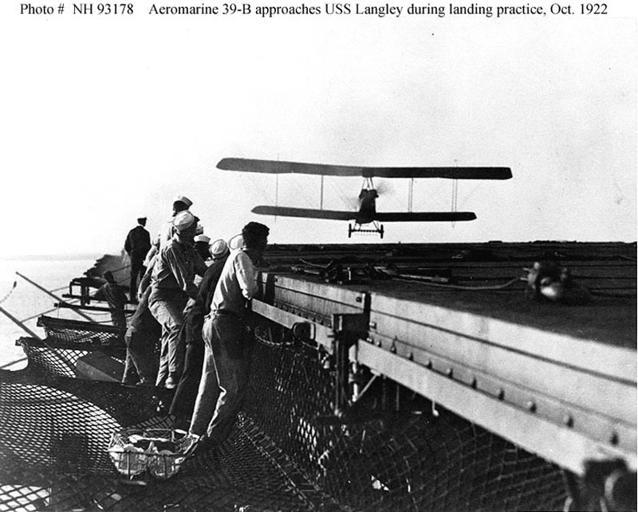 Photo # NH 93178 Aeromarine 39-B approaches USS Langley during landing practice, Oct. 1922